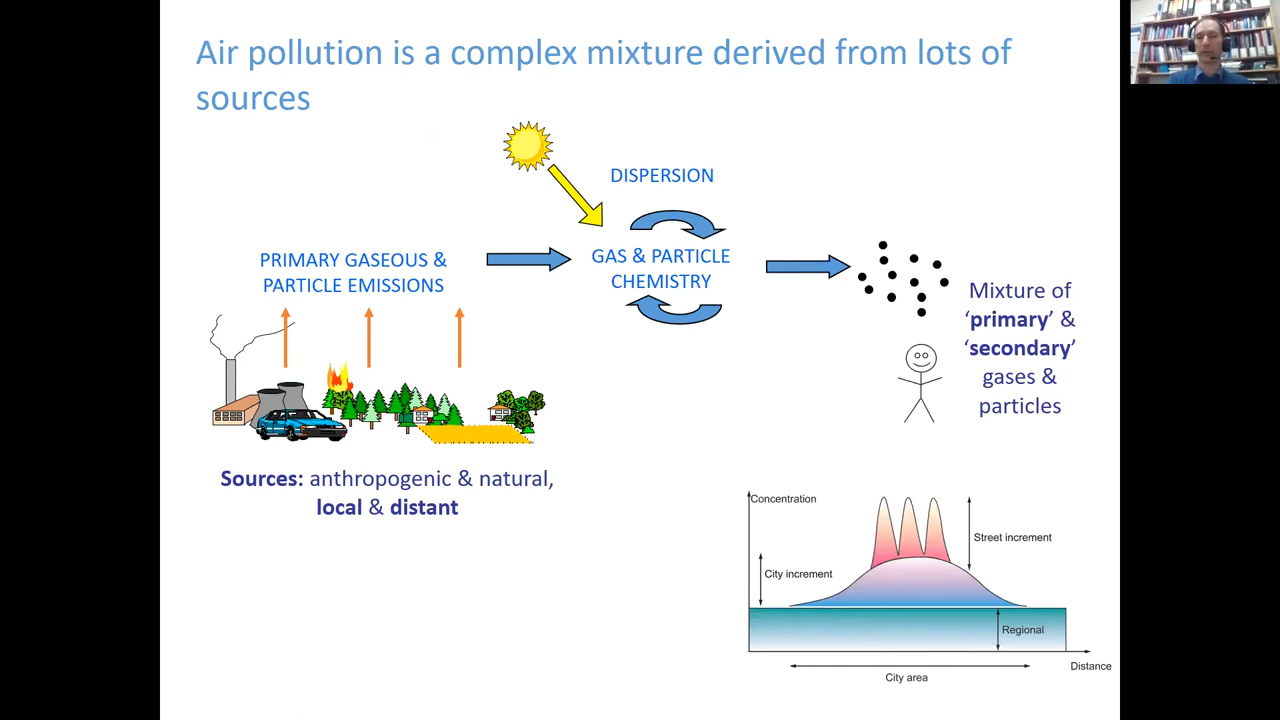 Air pollution is a complex mixture derived from lots of
sources
DISPERSION
PRIMARY GASEOUS &
PARTICLE EMISSIONS
GAS & PARTICLE
CHEMISTRY
Mixture of
‘primary’ &
‘secondary’
gases &
particles
Sources: anthropogenic & natural,
local & distant
Concentration
Street increment
City increment
Regional
Distance
City area